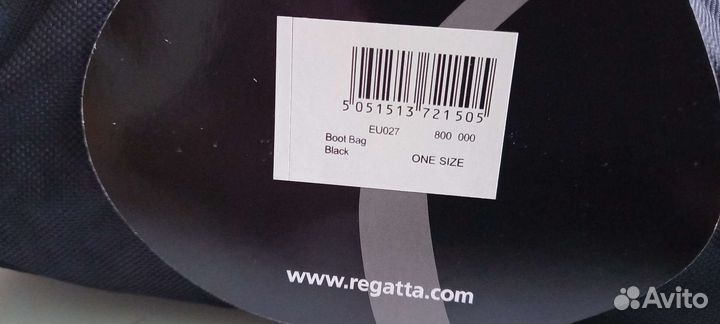 5 051513 721505
EU027 800 000
Boot Bag
Black ONE SIZE
www.regatta.com
Avito